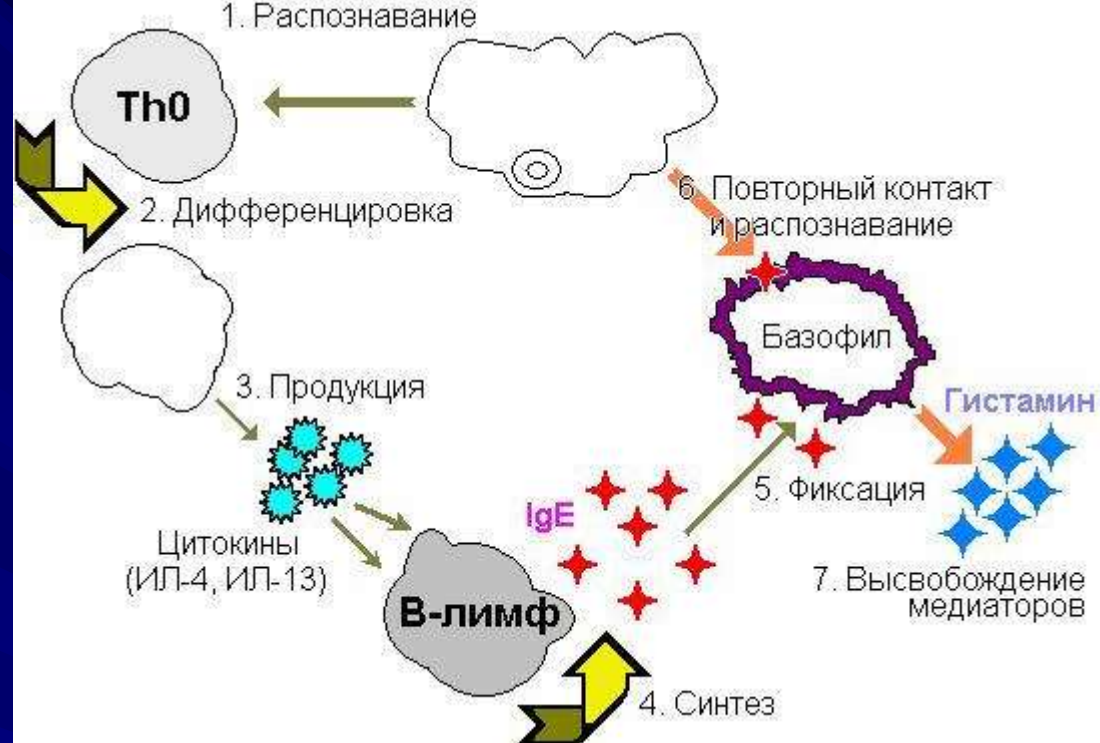 1. Распознавание
Th0
2. Дифференцировка
6. Повторный контакт
и распознавание
Базофил
3. Продукция
Гистамин
5. Фиксация
IgE
Цитокины
(ИЛ-4, ИЛ-13)
7. Высвобождение
медиаторов
В-лимф
4. Синтез